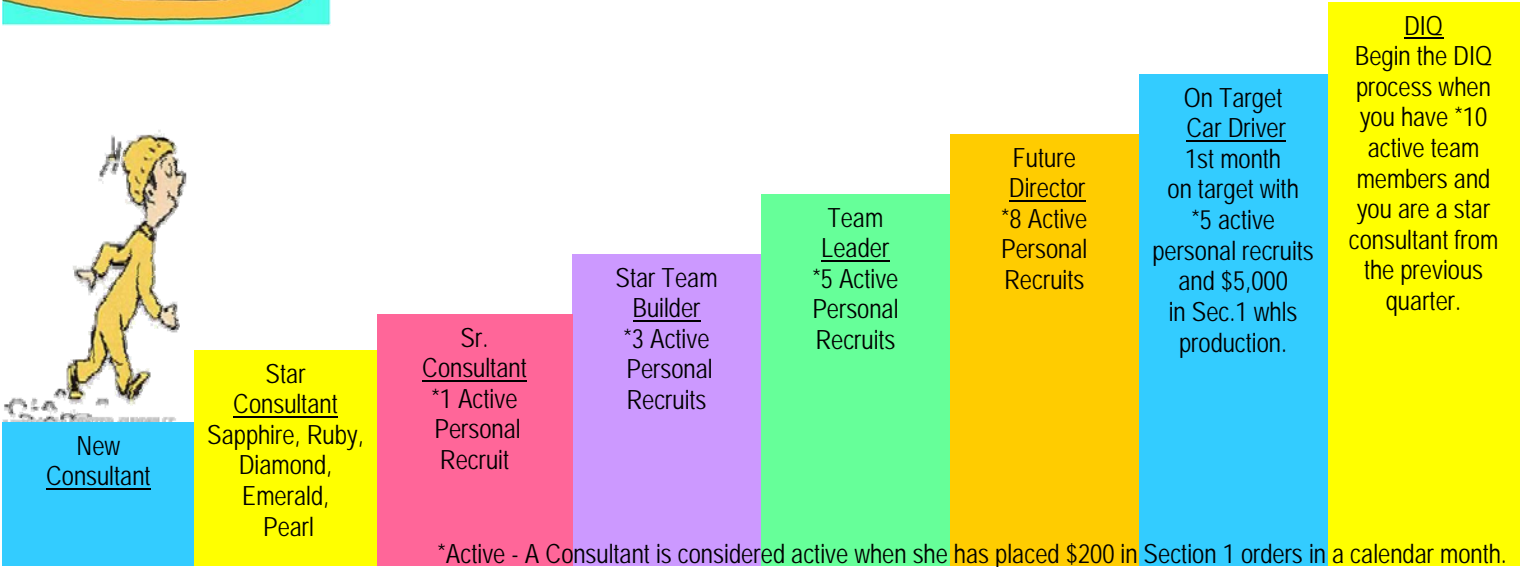 New
Consultant
Star
Consultant
Sapphire, Ruby,
Diamond,
Emerald,
Pearl
Sr.
Consultant
*1 Active
Personal
Recruit
Star Team
Builder
*3 Active
Personal
Recruits
Team
Leader
*5 Active
Personal
Recruits
Future
Director
*8 Active
Personal
Recruits
On Target
Car Driver
1st month
on target with
*5 active
personal recruits
and $5,000
in Sec.1 whls
production.
DIQ
Begin the DIQ
process when
you have *10
active team
members and
you are a star
consultant from
the previous
quarter.
*Active - A Consultant is considered active when she has placed $200 in Section 1 orders in a calendar month.